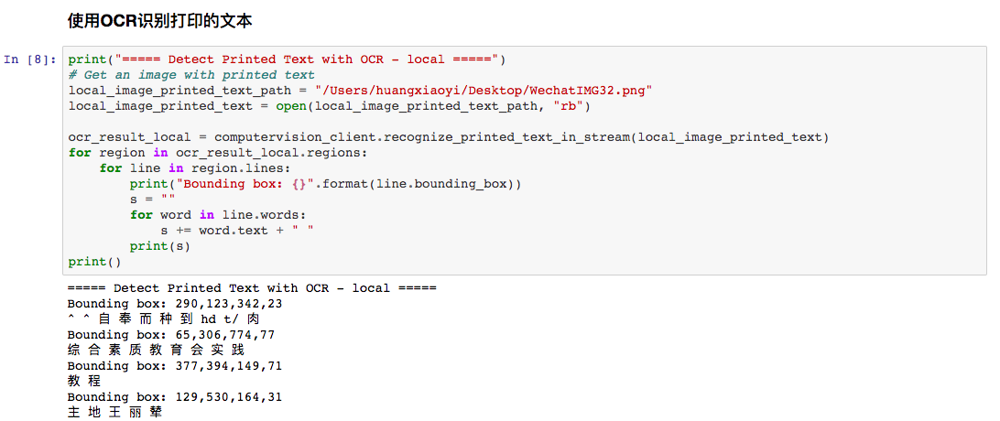 使用OCR识别打印的文本
In [8]:
print("===== Detect Printed Text with OCR - local =====")
# Get an image with printed text
local_image_printed_text_path = "/Users/huangxiaoyi/Desktop/WechatIMG32.png"
local_image_printed_text = open(local_image_printed_text_path, "rb")

ocr_result_local = computervision_client.recognize_printed_text_in_stream(local_image_printed_text)
for region in ocr_result_local.regions:
    for line in region.lines:
        print("Bounding box: {}".format(line.bounding_box))
        s = ""
        for word in line.words:
            s += word.text + " "
        print(s)
print()
===== Detect Printed Text with OCR - local =====
Bounding box: 290,123,342,23
^ ^ 自 奉 而 种 到 hd t/ 肉
Bounding box: 65,306,774,77
综 合 素 质 教 育 会 实 践
Bounding box: 377,394,149,71
教 程
Bounding box: 129,530,164,31
主 地 王 丽 辇